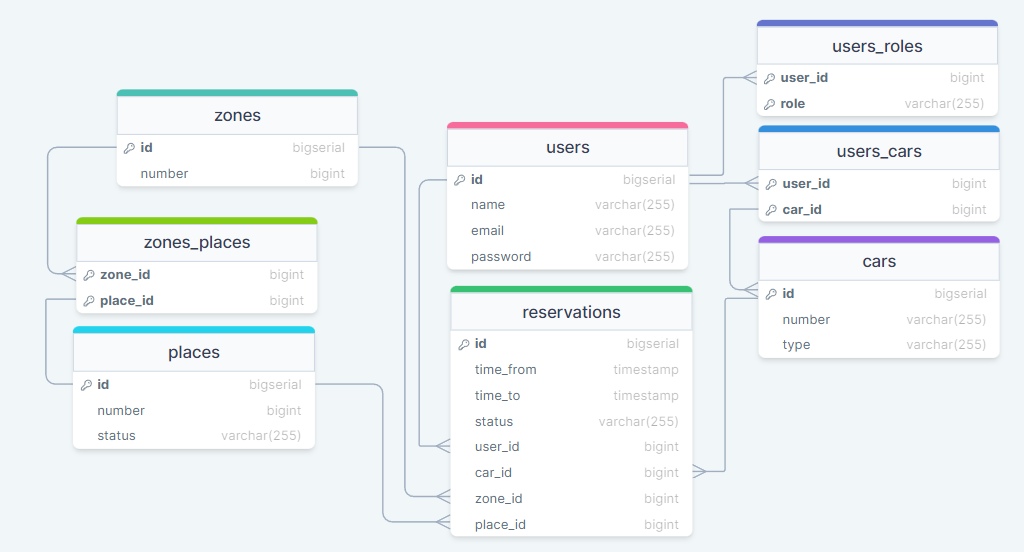 zones
id bigserial
number bigint
zones_places
zone_id bigint
place_id bigint
places
id bigserial
number bigint
status varchar(255)
users
id bigserial
name varchar(255)
email varchar(255)
password varchar(255)
reservations
id bigserial
time_from timestamp
time_to timestamp
status varchar(255)
user_id bigint
car_id bigint
zone_id bigint
place_id bigint
users_roles
user_id bigint
role varchar(255)
users_cars
user_id bigint
car_id bigint
cars
id bigserial
number varchar(255)
type varchar(255)